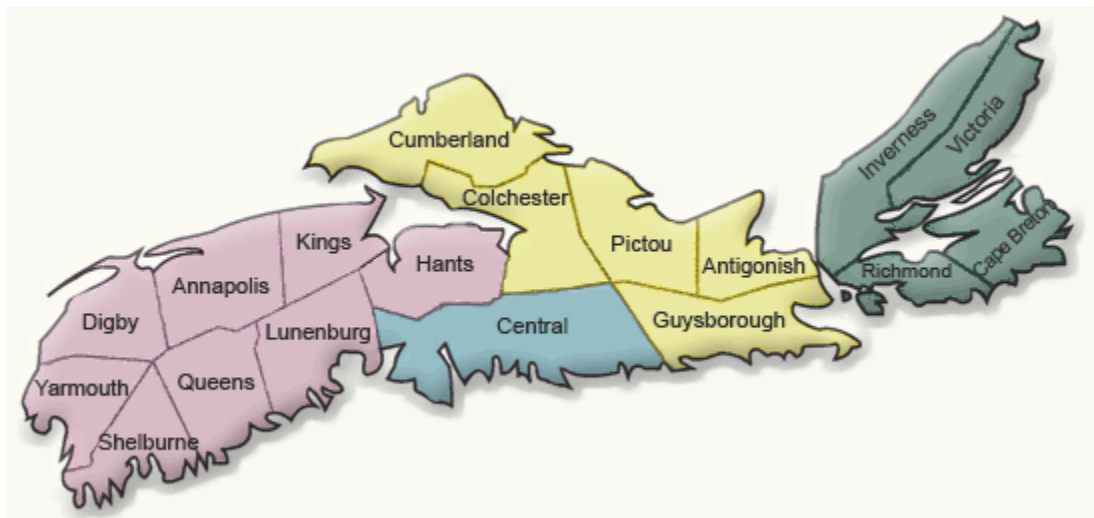 Cumberland
Inverness
Victoria
Colchester
Kings
Pictou
Hants
Antigonish
Cape Breton
Richmond
Annapolis
Digby
Lunenburg
Central
Guysborough
Yarmouth
Queens
Shelburne